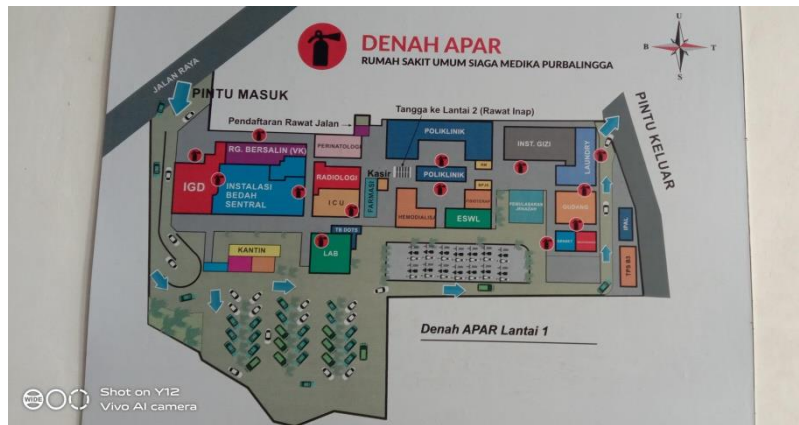 DENAH APAR
RUMAH SAKIT UMUM SIAGA MEDIKA PURBALINGGA
U
B
T
S
JALAN RAYA
PINTU MASUK
Pendaftaran Rawat Jalan
Tangga ke Lantai 2 (Rawat Inap)
PINTU KELUAR
RG. BERSALIN (VK)
PERINATOLOGI
POLIKLINIK
INST. GIZI
LAUNDRY
IGD
INSTALASI
BEDAH
SENTRAL
RADIOLOGI
Kasir
POLIKLINIK
ICU
FARMASI
HEMODIALISA
ESWL
PEMULASARAN
JENAZAH
GUDANG
TB DOTS
KANTIN
LAB
IPAL
TPS B3
Denah APAR Lantai 1
WIDE
Shot on Y12
Vivo AI camera